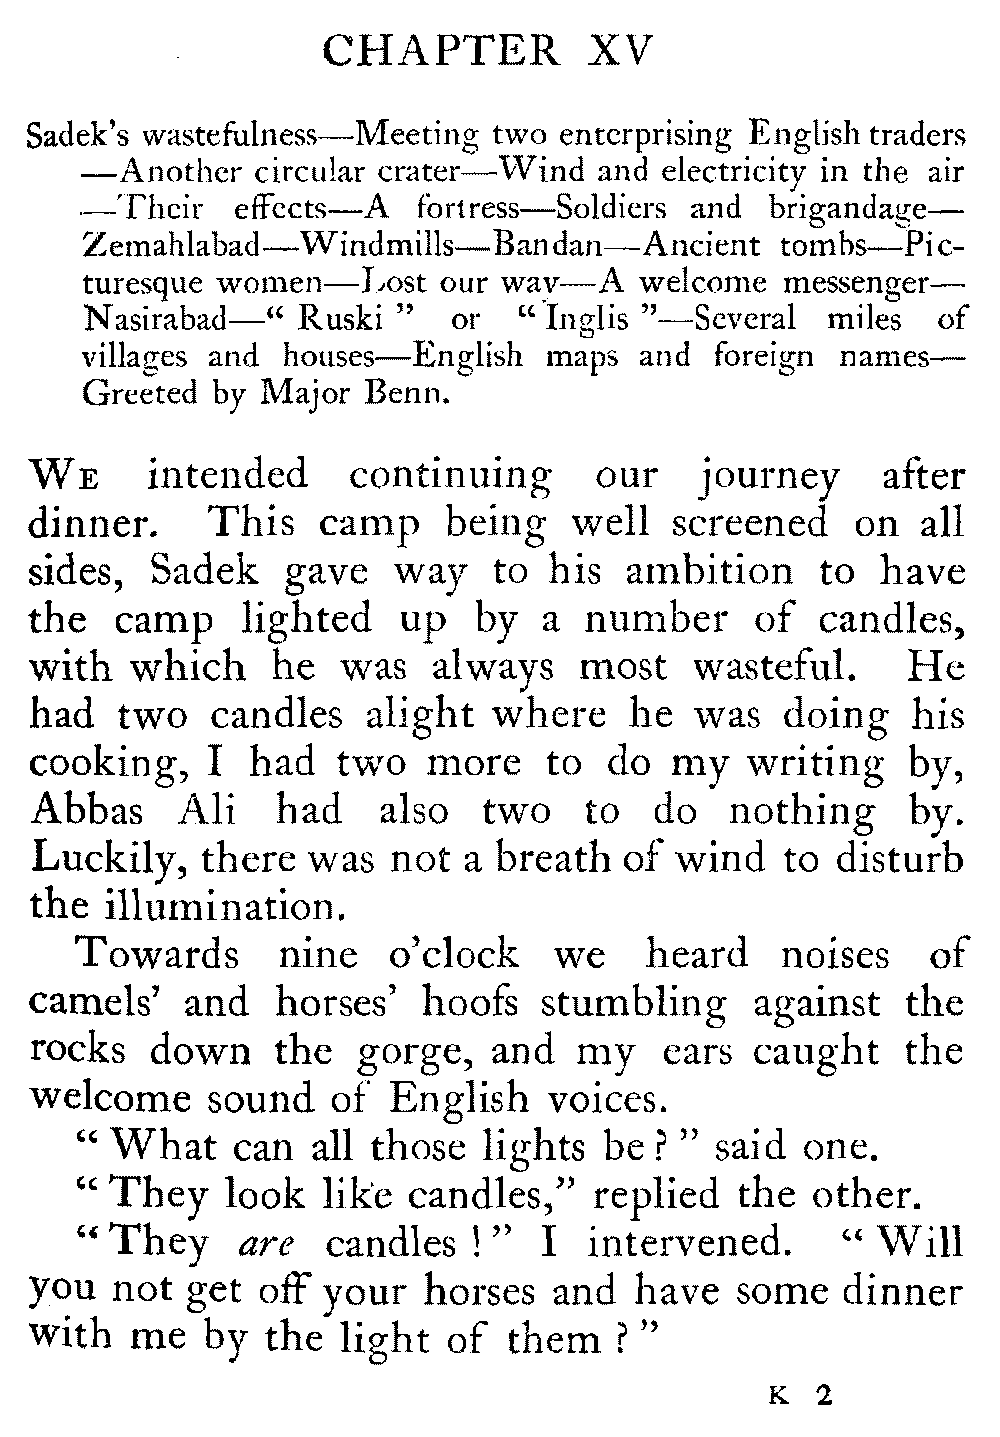 CHAPTER XV
Sadek's wastefulness—Meeting two enterprising English traders
—Another circular crater—Wind and electricity in the air
—Their effects—A fortress—Soldiers and brigandage—
Zemahlabad—Windmills—Bandan—Ancient tombs—Pic-
turesque women—Lost our way—A welcome messenger—
Nasirabad—“ Ruski ” or “ Inglis ”—Several miles of
villages and houses—English maps and foreign names—
Greeted by Major Benn.
WE intended continuing our journey after
dinner. This camp being well screened on all
sides, Sadek gave way to his ambition to have
the camp lighted up by a number of candles,
with which he was always most wasteful. He
had two candles alight where he was doing his
cooking, I had two more to do my writing by,
Abbas Ali had also two to do nothing by.
Luckily, there was not a breath of wind to disturb
the illumination.
Towards nine o'clock we heard noises of
camels' and horses' hoofs stumbling against the
rocks down the gorge, and my ears caught the
welcome sound of English voices.
“ What can all those lights be ? ” said one.
“ They look like candles,” replied the other.
“ They are candles ! ” I intervened. “ Will
you not get off your horses and have some dinner
with me by the light of them ? ”
K 2